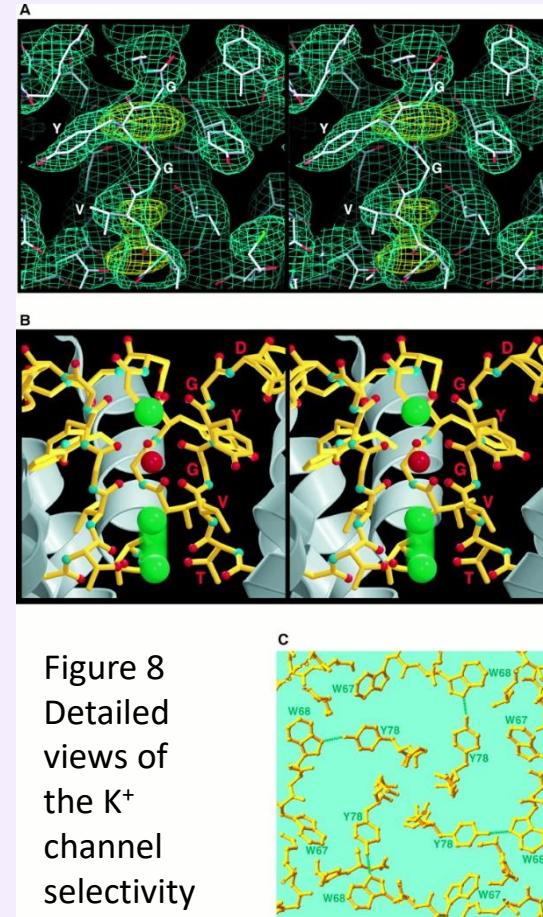 A
G
Y
G
V
G
Y
G
V
B
D
G
Y
G
V
T
D
G
Y
G
V
T
Figure 8
Detailed
views of
the K+
channel
selectivity
C
W68
W67
W68
W67
Y78
Y78
Y78
Y78
W67
W68
W67
W68